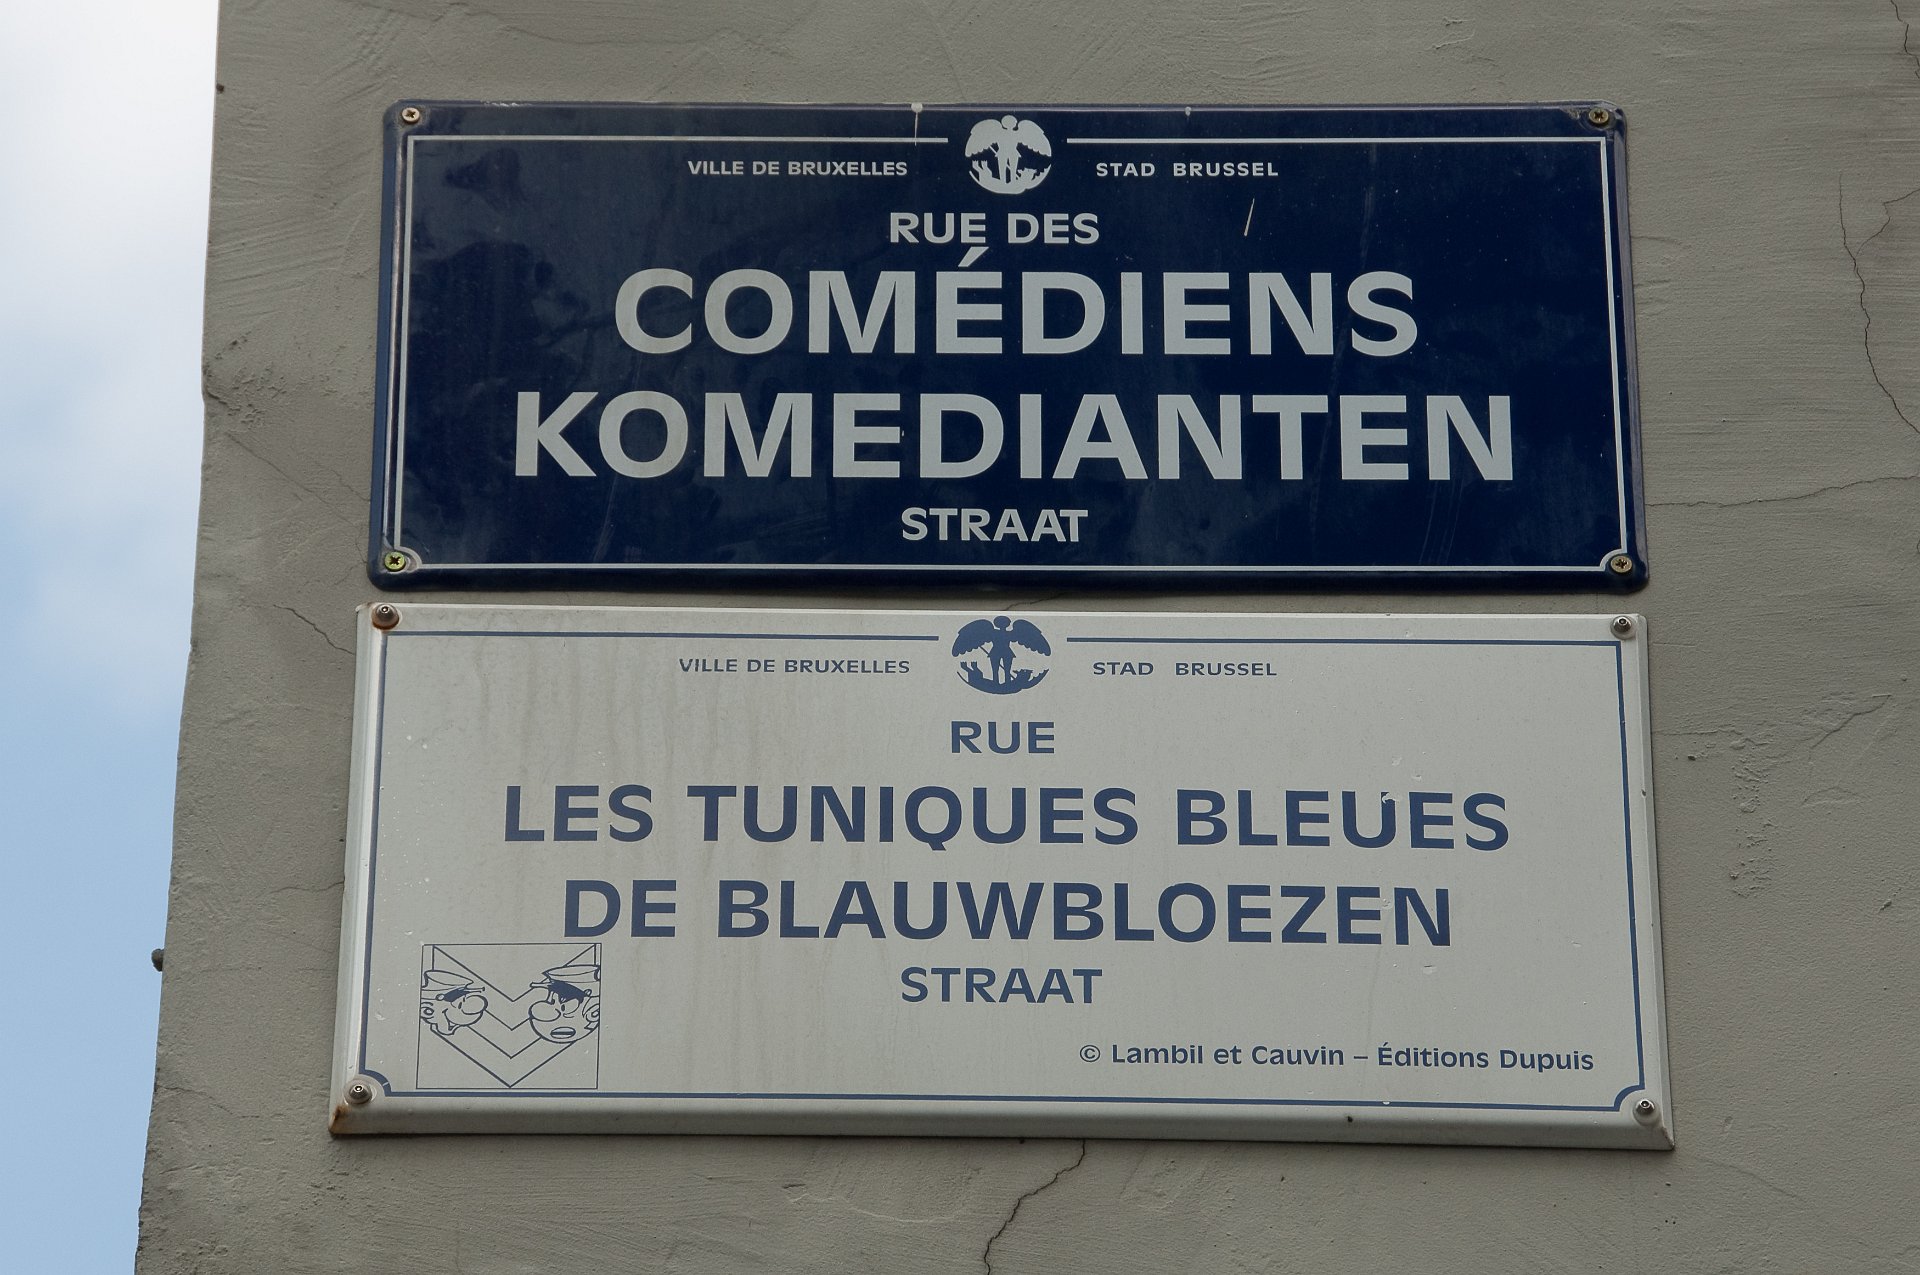 VILLE DE BRUXELLES STAD BRUSSEL
RUE DES
COMÉDIENS
KOMEDIANTEN
STRAAT
VILLE DE BRUXELLES STAD BRUSSEL
RUE
LES TUNIQUES BLEUES
DE BLAUWBLOEZEN
STRAAT
© Lambil et Cauvin – Éditions Dupuis